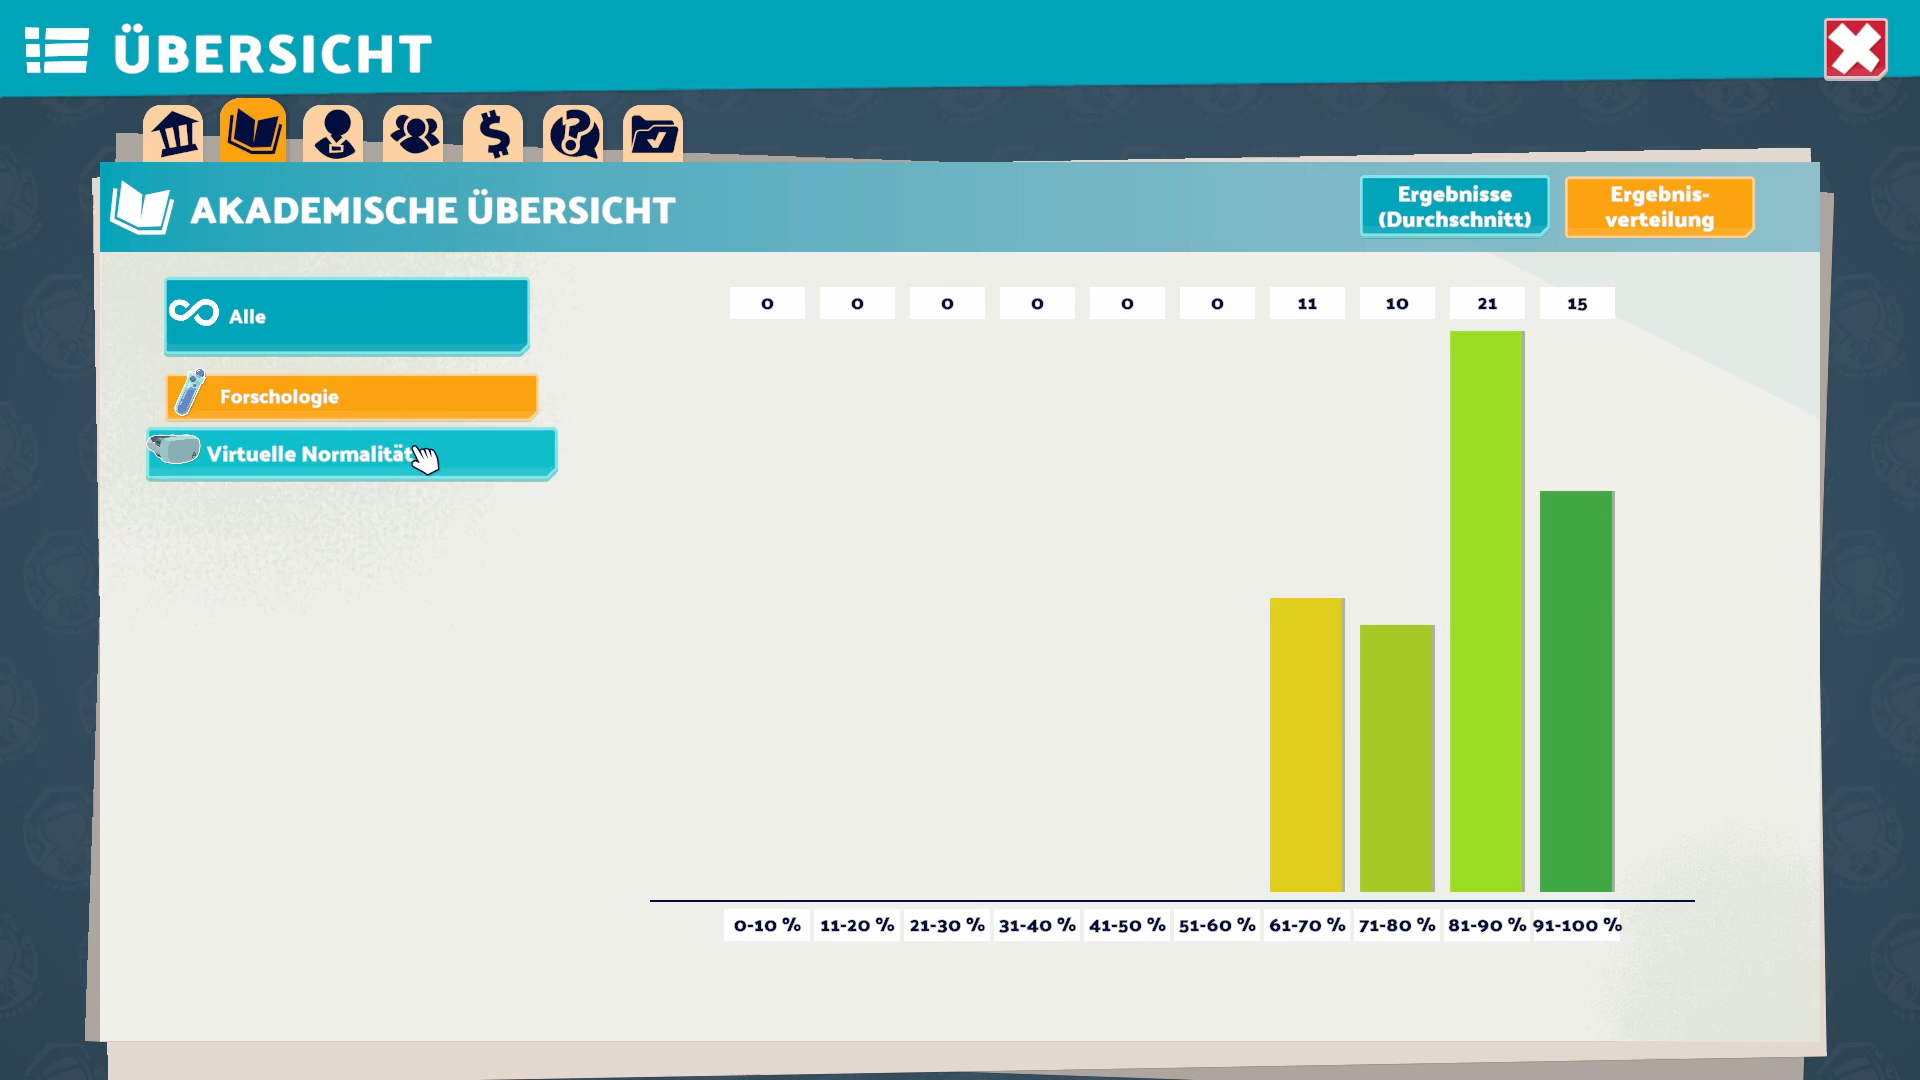 ÜBERSICHT
AKADEMISCHE ÜBERSICHT
Ergebnisse
(Durchschnitt)
Ergebnis-
verteilung
Alle
Forschologie
Virtuelle Normalität
0 0 0 0 0 0 11 10 21 15
0-10 % 11-20 % 21-30 % 31-40 % 41-50 % 51-60 % 61-70 % 71-80 % 81-90 % 91-100 %